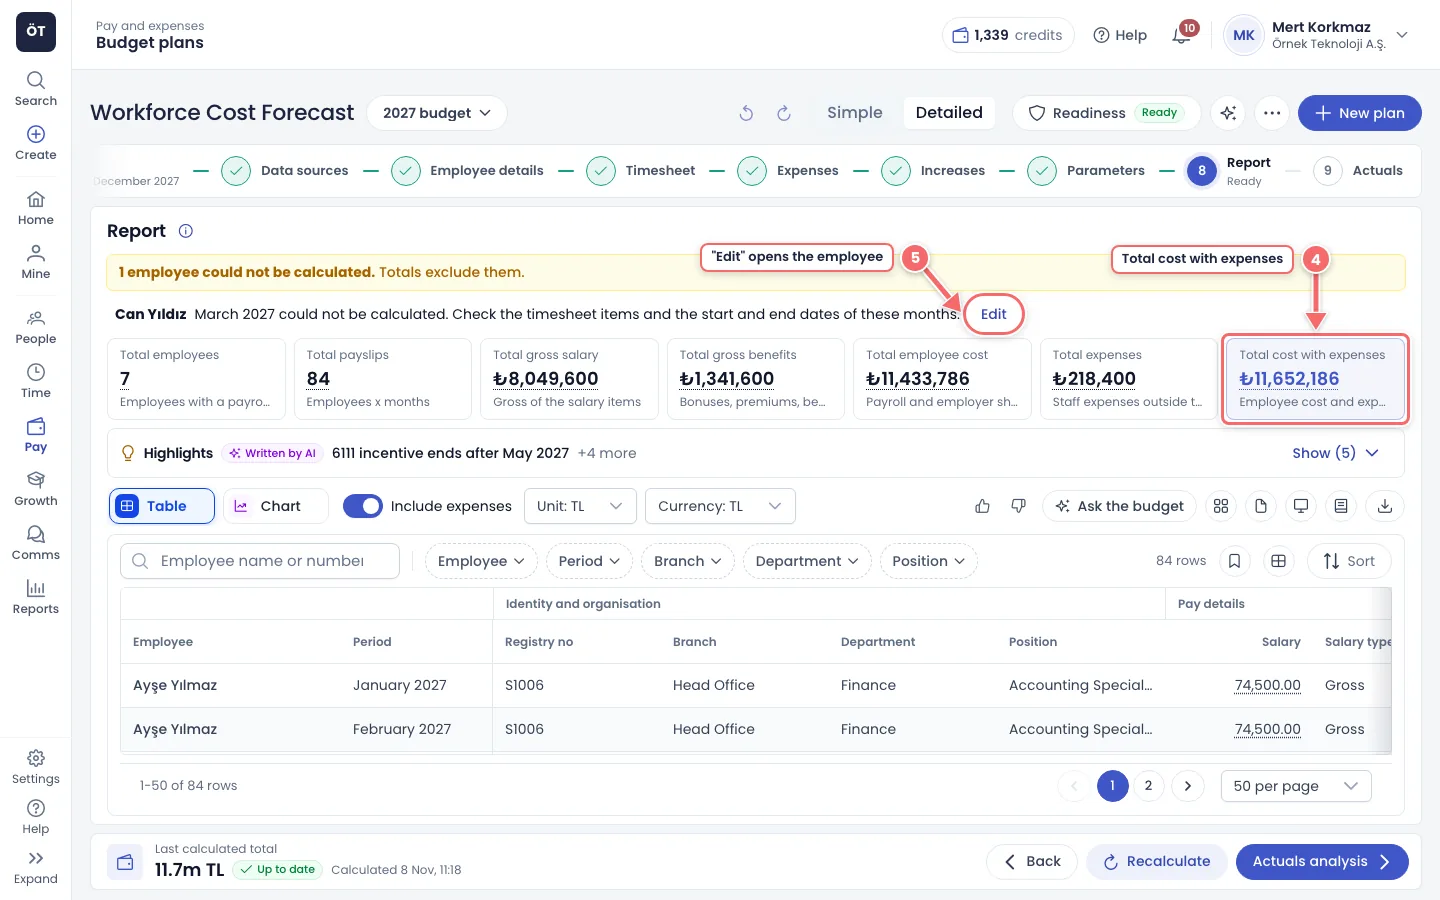 ÖT
Pay and expenses
Budget plans
1,339 credits
Help
10
MK
Mert Korkmaz
Örnek Teknoloji A.Ş.
Search
Create
Home
Mine
People
Time
Pay
Growth
Comms
Reports
Settings
Help
Expand
Workforce Cost Forecast
2027 budget
Simple
Detailed
Readiness
Ready
New plan
December 2027
Data sources
Employee details
Timesheet
Expenses
Increases
Parameters
8
Report
Ready
9
Actuals
Report
1 employee could not be calculated. Totals exclude them.
"Edit" opens the employee
5
Total cost with expenses
4
Can Yıldız March 2027 could not be calculated. Check the timesheet items and the start and end dates of these months.
Edit
Total employees
7
Employees with a payro...
Total payslips
84
Employees x months
Total gross salary
₺8,049,600
Gross of the salary items
Total gross benefits
₺1,341,600
Bonuses, premiums, be...
Total employee cost
₺11,433,786
Payroll and employer sh...
Total expenses
₺218,400
Staff expenses outside t...
Total cost with expenses
₺11,652,186
Employee cost and exp...
Highlights
Written by AI
6111 incentive ends after May 2027 +4 more
Show (5)
Table
Chart
Include expenses
Unit: TL
Currency: TL
Ask the budget
Employee name or number
Employee
Period
Branch
Department
Position
84 rows
Sort
Identity and organisation
Pay details
Employee Period Registry no Branch Department Position Salary Salary type
Ayşe Yılmaz January 2027 S1006 Head Office Finance Accounting Special... 74,500.00 Gross
Ayşe Yılmaz February 2027 S1006 Head Office Finance Accounting Special... 74,500.00 Gross
1-50 of 84 rows
1
2
50 per page
Last calculated total
11.7m TL
Up to date
Calculated 8 Nov, 11:18
Back
Recalculate
Actuals analysis